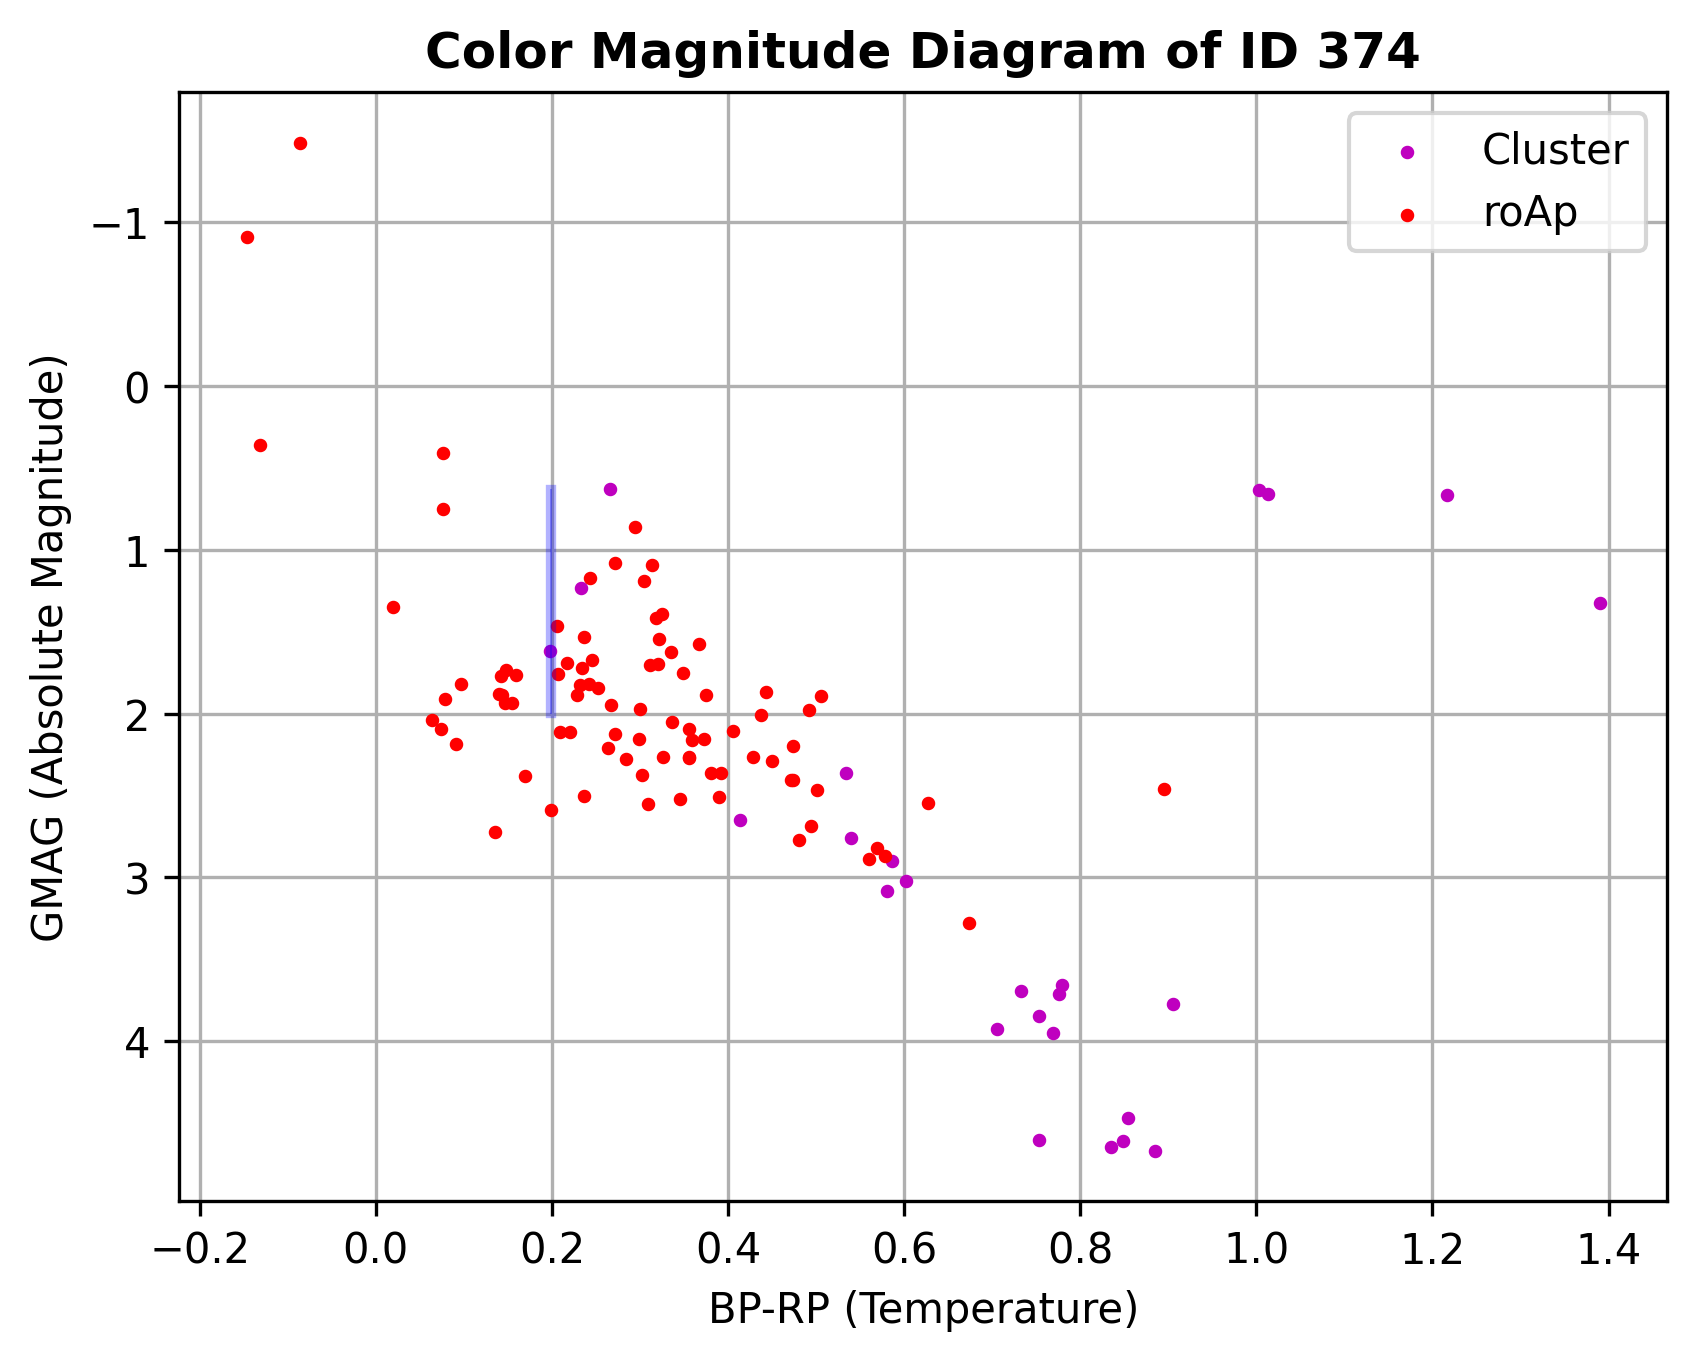 Color Magnitude Diagram of ID 374
Cluster
roAp
GMAG (Absolute Magnitude)
−1
0
1
2
3
4
−0.2 0.0 0.2 0.4 0.6 0.8 1.0 1.2 1.4
BP-RP (Temperature)